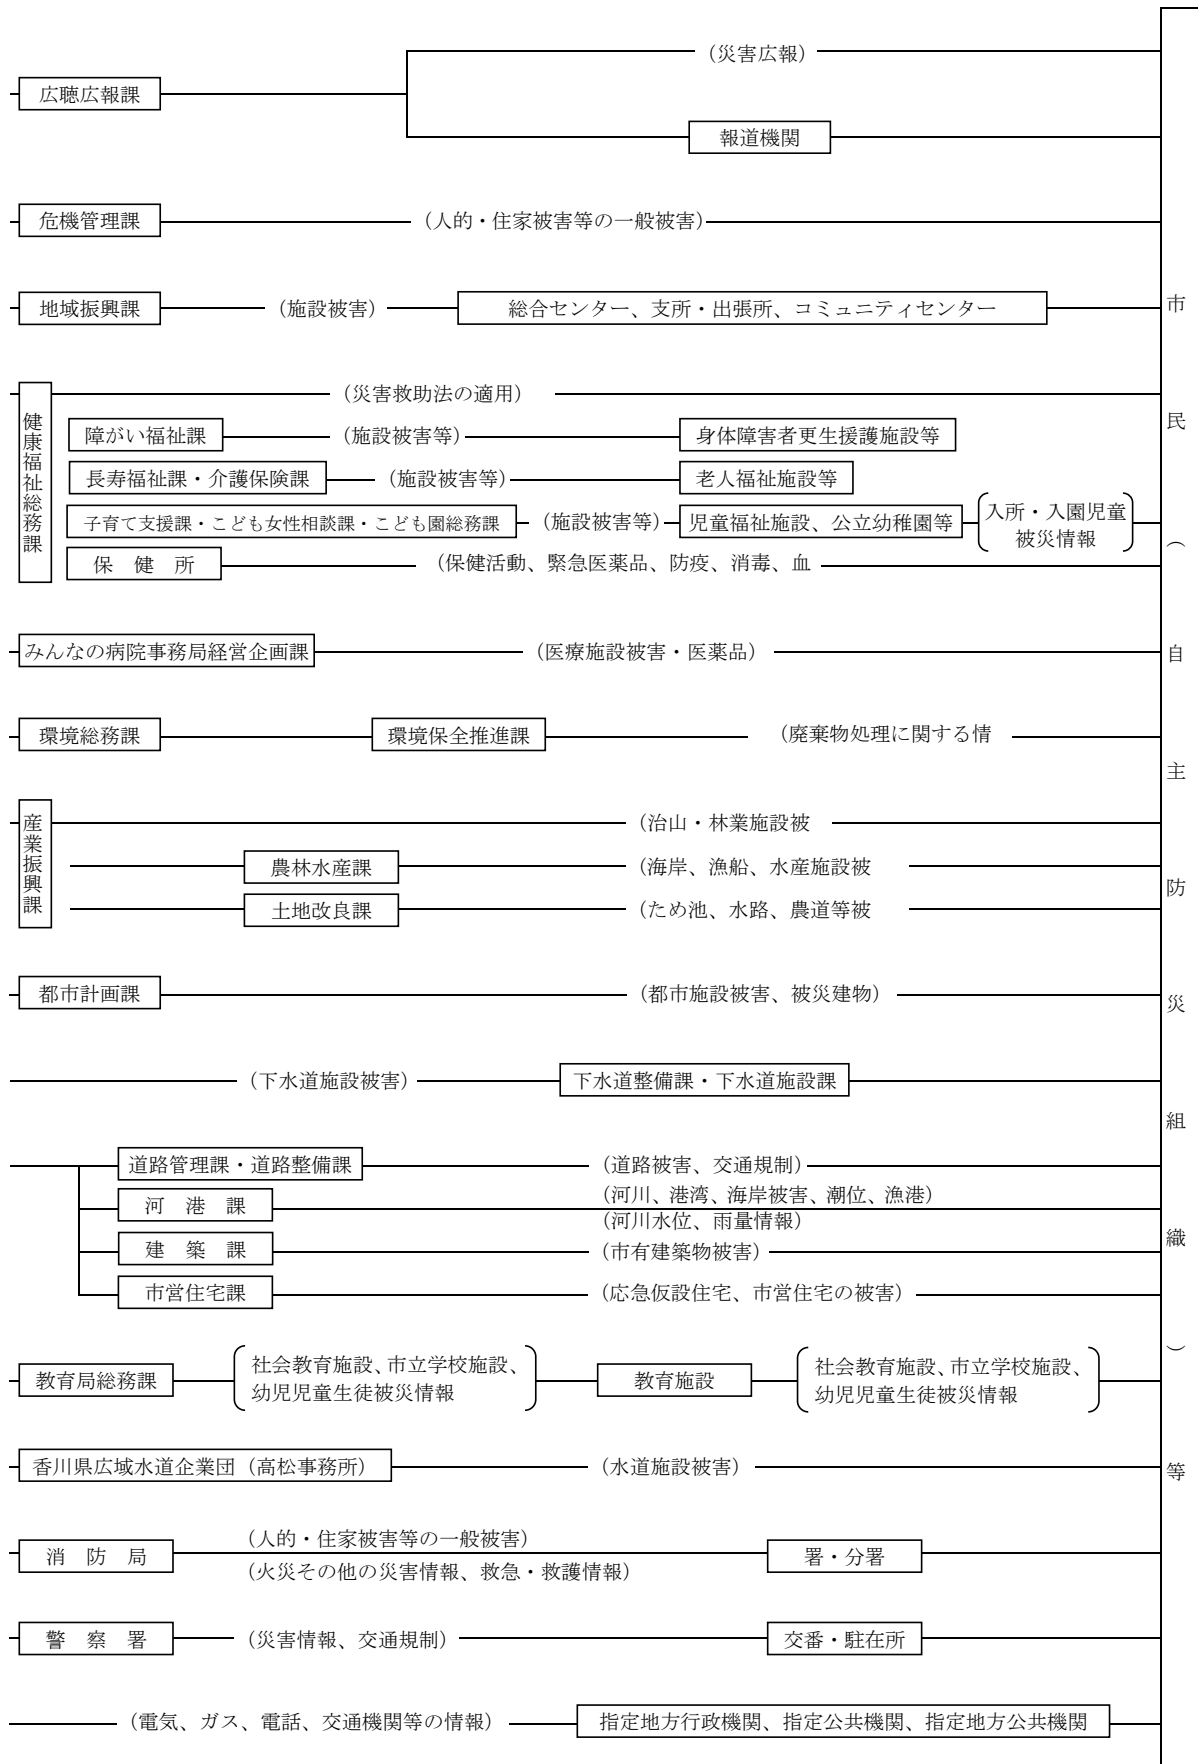 （災害広報）
広聴広報課
報道機関
危機管理課　（人的・住家被害等の一般被害）
地域振興課　（施設被害）　総合センター、支所・出張所、コミュニティセンター
健康福祉総務課
（災害救助法の適用）
障がい福祉課　（施設被害等）　身体障害者更生援護施設等
長寿福祉課・介護保険課　（施設被害等）　老人福祉施設等
子育て支援課・こども女性相談課・こども園総務課　（施設被害等）　児童福祉施設、公立幼稚園等
入所・入園児童
被災情報
保　健　所　（保健活動、緊急医薬品、防疫、消毒、血
みんなの病院事務局経営企画課　（医療施設被害・医薬品）
環境総務課　環境保全推進課　（廃棄物処理に関する情
産業振興課
（治山・林業施設被
農林水産課　（海岸、漁船、水産施設被
土地改良課　（ため池、水路、農道等被
都市計画課　（都市施設被害、被災建物）
（下水道施設被害）　下水道整備課・下水道施設課
道路管理課・道路整備課　（道路被害、交通規制）
河　港　課
（河川、港湾、海岸被害、潮位、漁港）
（河川水位、雨量情報）
建　築　課　（市有建築物被害）
市営住宅課　（応急仮設住宅、市営住宅の被害）
教育局総務課
社会教育施設、市立学校施設、
幼児児童生徒被災情報
教育施設
社会教育施設、市立学校施設、
幼児児童生徒被災情報
香川県広域水道企業団（高松事務所）　（水道施設被害）
消　防　局
（人的・住家被害等の一般被害）
（火災その他の災害情報、救急・救護情報）
署・分署
警　察　署　（災害情報、交通規制）　交番・駐在所
（電気、ガス、電話、交通機関等の情報）　指定地方行政機関、指定公共機関、指定地方公共機関
市民（自主防災組織）等